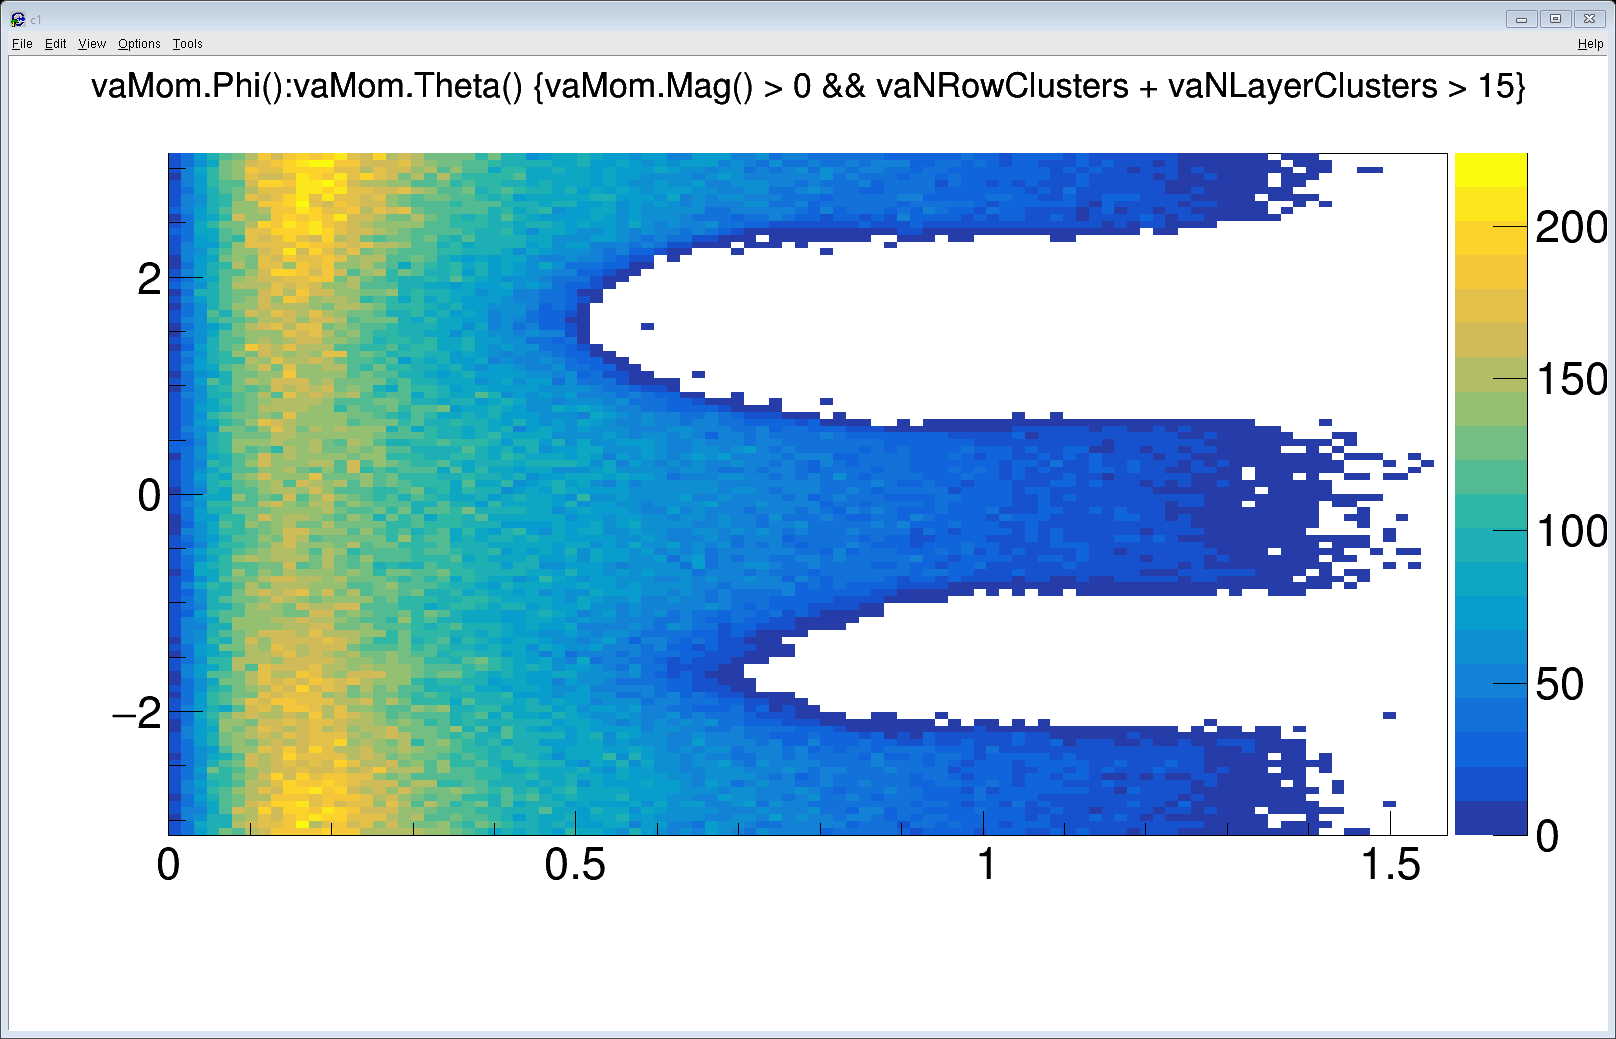 c1
File Edit View Options Tools Help
vaMom.Phi():vaMom.Theta() {vaMom.Mag() > 0 && vaNRowClusters + vaNLayerClusters > 15}
2
0
−2
0 0.5 1 1.5
200
150
100
50
0